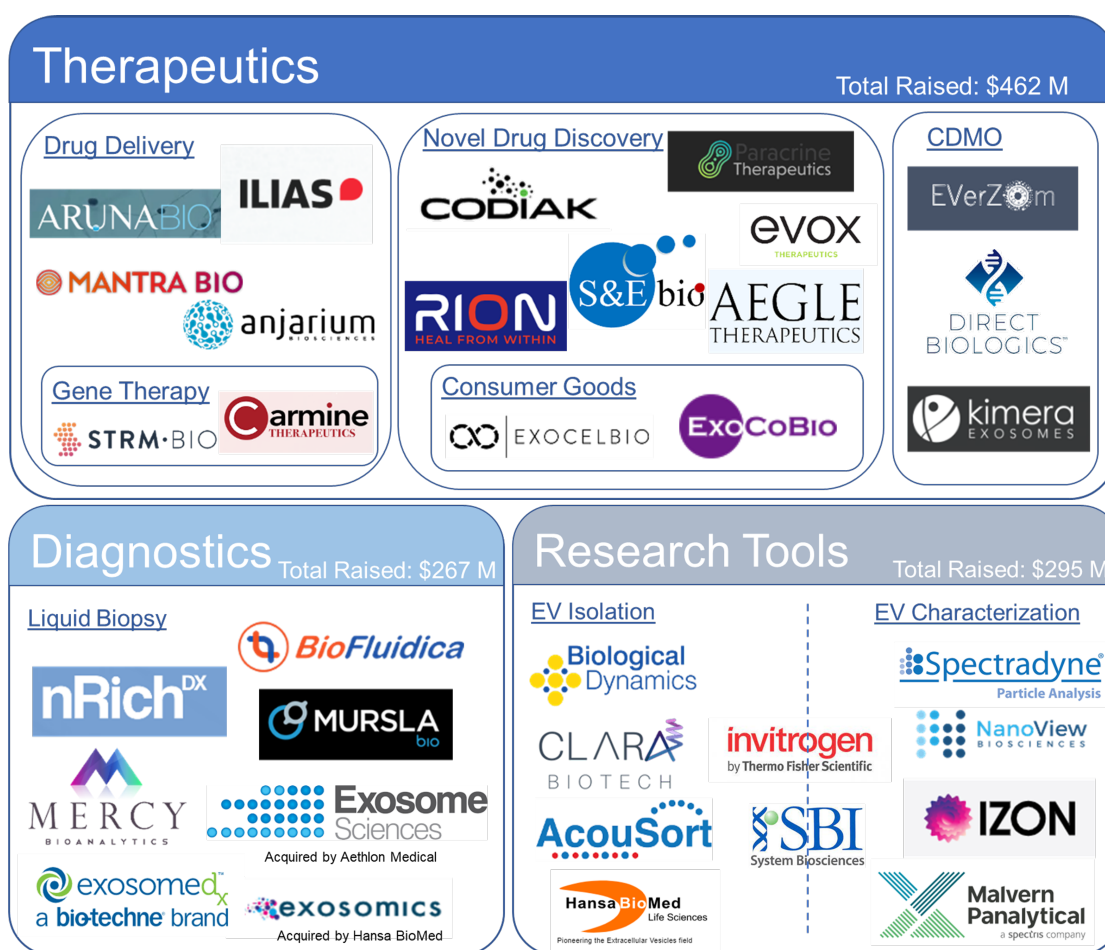 Therapeutics
Total Raised: $462 M
Drug Delivery
ARUNABIO
ILIAS
MANTRA BIO
anjarium
BIOSCIENCES
Gene Therapy
STRM·BIO
Carmine
THERAPEUTICS
Novel Drug Discovery
Paracrine
Therapeutics
CODIAK
evox
THERAPEUTICS
S&E bio
RION
HEAL FROM WITHIN
AEGLE
THERAPEUTICS
Consumer Goods
EXOCELBIO
ExoCoBio
CDMO
EVerZom
DIRECT
BIOLOGICS™
kimera
EXOSOMES
Diagnostics
Total Raised: $267 M
Liquid Biopsy
BioFluidica
nRichDX
MURSLA
bio
MERCY
BIOANALYTICS
Exosome
Sciences
Acquired by Aethlon Medical
exosomedx™
a bio-techne® brand
exosomics
Acquired by Hansa BioMed
Research Tools
Total Raised: $295 M
EV Isolation
Biological
Dynamics
CLARA
BIOTECH
AcouSort
HansaBioMed
Life Sciences
Pioneering the Extracellular Vesicles field
invitrogen
by Thermo Fisher Scientific
SBI
System Biosciences
EV Characterization
Spectradyne®
Particle Analysis
NanoView
BIOSCIENCES
IZON
Malvern
Panalytical
a spectris company